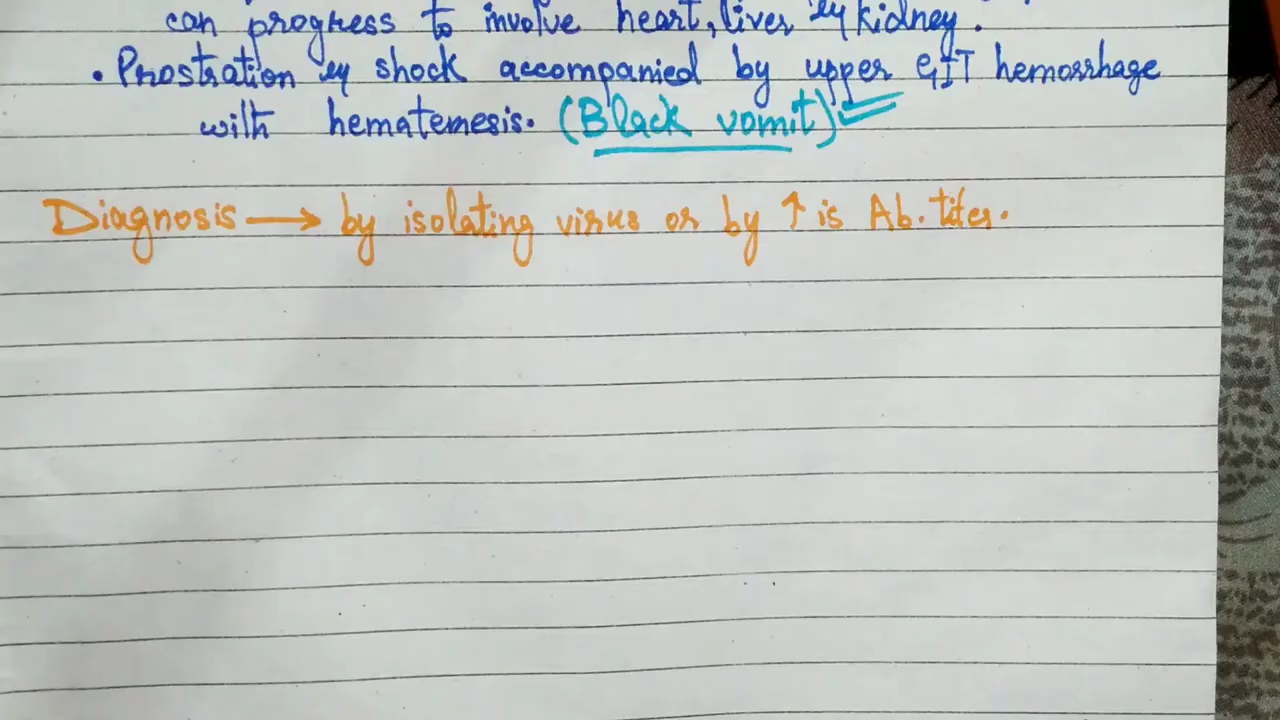 can progress to involve heart, liver & kidney.
• Prostration & shock accompanied by upper GIT hemorrhage
with hematemesis. (Black vomit)
Diagnosis → by isolating virus or by ↑ is Ab. titer.